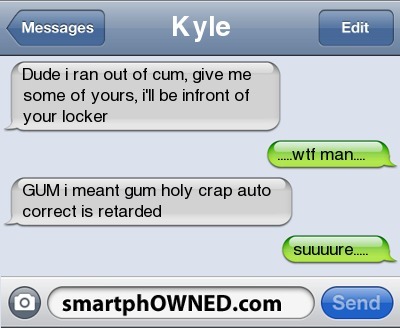 Messages
Kyle
Edit
Dude i ran out of cum, give me
some of yours, i'll be infront of
your locker
.....wtf man....
GUM i meant gum holy crap auto
correct is retarded
suuuure.....
smartphOWNED.com
Send